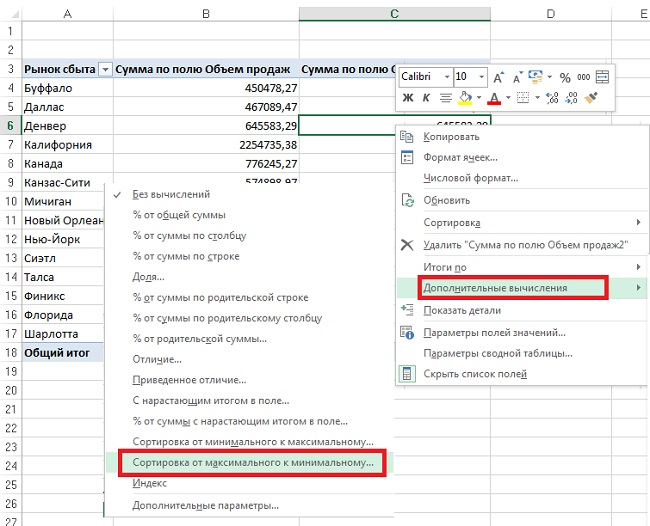 A B C D E
1
2
3 Рынок сбыта Сумма по полю Объем продаж Сумма по полю О
4 Буффало 450478,27
5 Даллас 467089,47
6 Денвер 645583,29
7 Калифорния 2254735,38
8 Канада 776245,27
9 Канзас-Сити 574898,97
10 Мичиган
11 Новый Орлеан
12 Нью-Йорк
13 Сиэтл
14 Талса
15 Финикс
16 Флорида
17 Шарлотта
18 Общий итог
19
20
21
22
23
24
25
26
27
Calibri 10 A A % 000
Ж К А ,00
Копировать
Формат ячеек...
Числовой формат...
Обновить
Сортировка
Удалить "Сумма по полю Объем продаж2"
Итоги по
Дополнительные вычисления
Показать детали
Параметры полей значений...
Параметры сводной таблицы...
Скрыть список полей
Без вычислений
% от общей суммы
% от суммы по столбцу
% от суммы по строке
Доля...
% от суммы по родительской строке
% от суммы по родительскому столбцу
% от родительской суммы...
Отличие...
Приведенное отличие...
С нарастающим итогом в поле...
% от суммы с нарастающим итогом в поле...
Сортировка от минимального к максимальному...
Сортировка от максимального к минимальному...
Индекс
Дополнительные параметры...